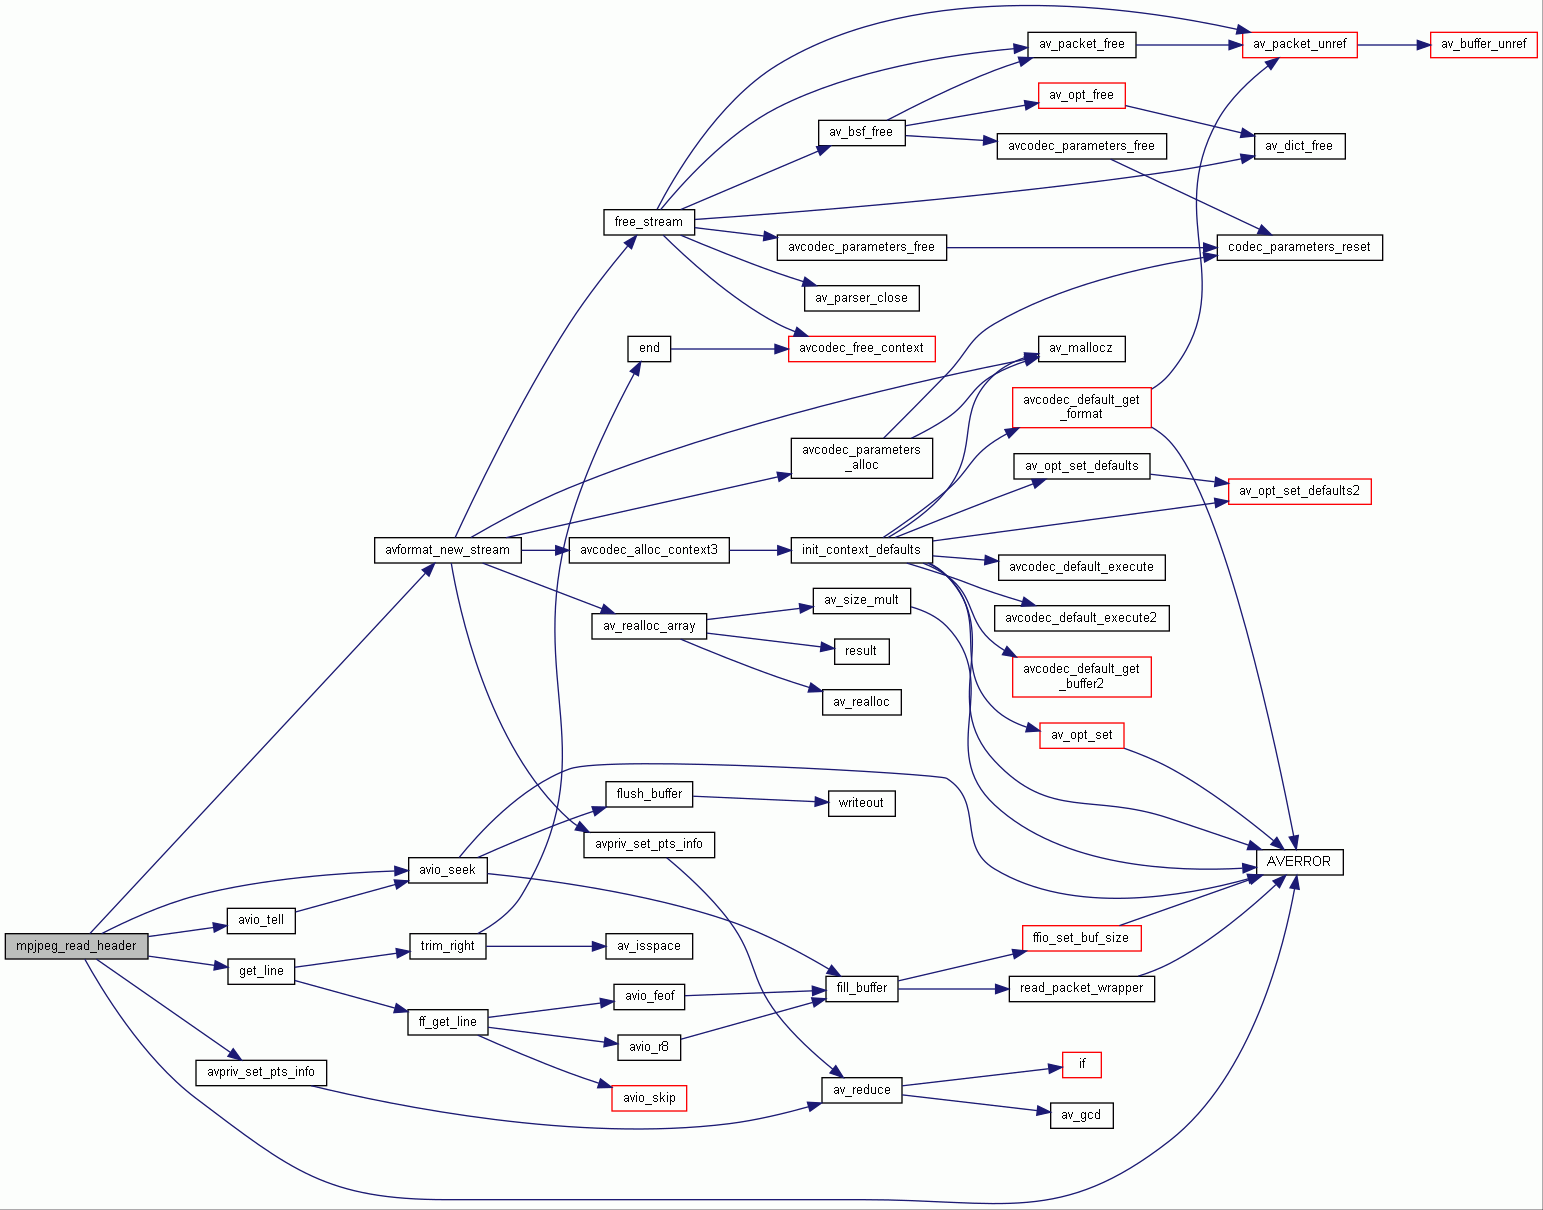 av_packet_free
av_packet_unref
av_buffer_unref
av_opt_free
av_bsf_free
avcodec_parameters_free
av_dict_free
free_stream
avcodec_parameters_free
codec_parameters_reset
av_parser_close
end
avcodec_free_context
av_mallocz
avcodec_default_get
_format
avcodec_parameters
_alloc
av_opt_set_defaults
av_opt_set_defaults2
avformat_new_stream
avcodec_alloc_context3
init_context_defaults
avcodec_default_execute
av_size_mult
avcodec_default_execute2
av_realloc_array
result
avcodec_default_get
_buffer2
av_realloc
av_opt_set
flush_buffer
writeout
avpriv_set_pts_info
AVERROR
avio_seek
avio_tell
mpjpeg_read_header
trim_right
av_isspace
ffio_set_buf_size
get_line
fill_buffer
read_packet_wrapper
avio_feof
ff_get_line
avio_r8
avpriv_set_pts_info
if
av_reduce
avio_skip
av_gcd